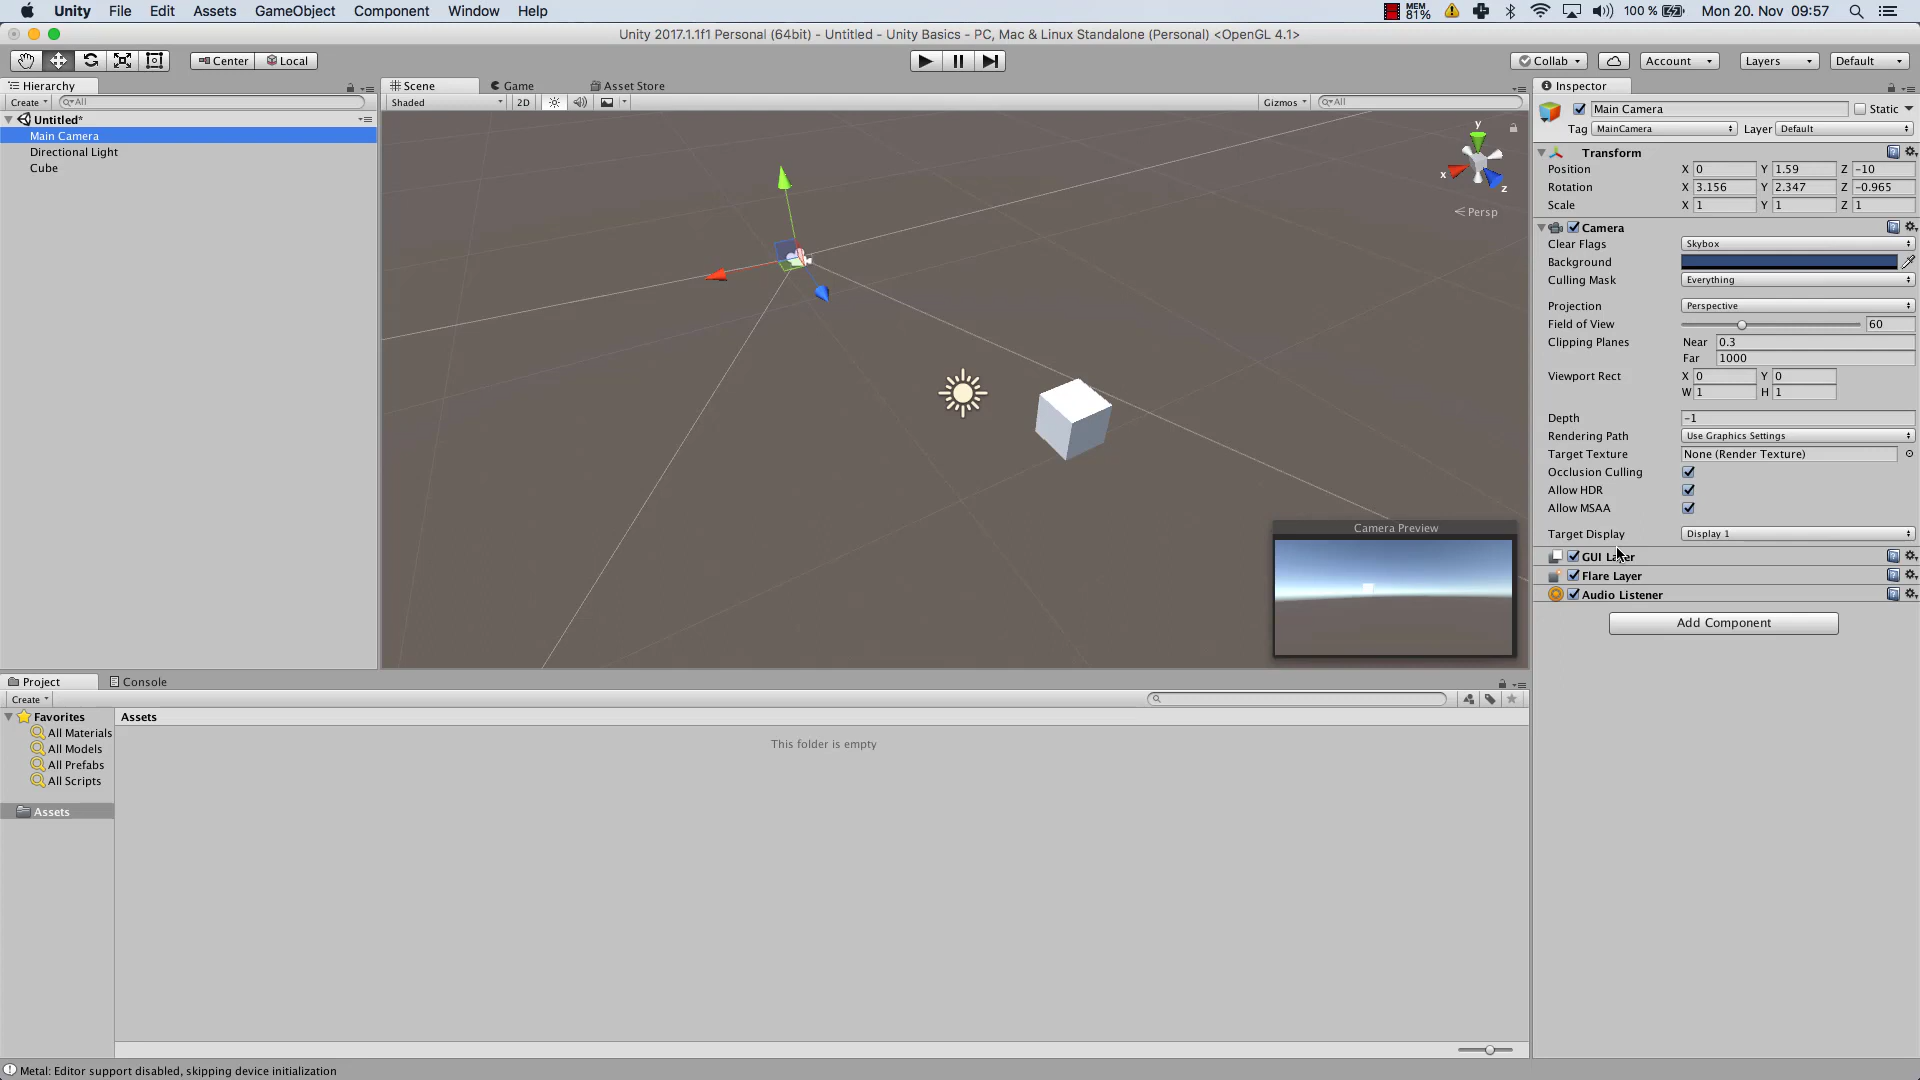 Unity File Edit Assets GameObject Component Window Help MEM 81% 100 % Mon 20. Nov 09:57
Unity 2017.1.1f1 Personal (64bit) - Untitled - Unity Basics - PC, Mac & Linux Standalone (Personal) <OpenGL 4.1>
Center Local Collab Account Layers Default
Hierarchy
Create All
Untitled*
Main Camera
Directional Light
Cube
Scene Game Asset Store
Shaded 2D Gizmos All
y
x
z
Persp
Camera Preview
Inspector
Main Camera Static
Tag MainCamera Layer Default
Transform
Position X 0 Y 1.59 Z -10
Rotation X 3.156 Y 2.347 Z -0.965
Scale X 1 Y 1 Z 1
Camera
Clear Flags Skybox
Background
Culling Mask Everything
Projection Perspective
Field of View 60
Clipping Planes Near 0.3
Far 1000
Viewport Rect X 0 Y 0
W 1 H 1
Depth -1
Rendering Path Use Graphics Settings
Target Texture None (Render Texture)
Occlusion Culling
Allow HDR
Allow MSAA
Target Display Display 1
GUI Layer
Flare Layer
Audio Listener
Add Component
Project Console
Create
Favorites
All Materials
All Models
All Prefabs
All Scripts
Assets
Assets
This folder is empty
Metal: Editor support disabled, skipping device initialization